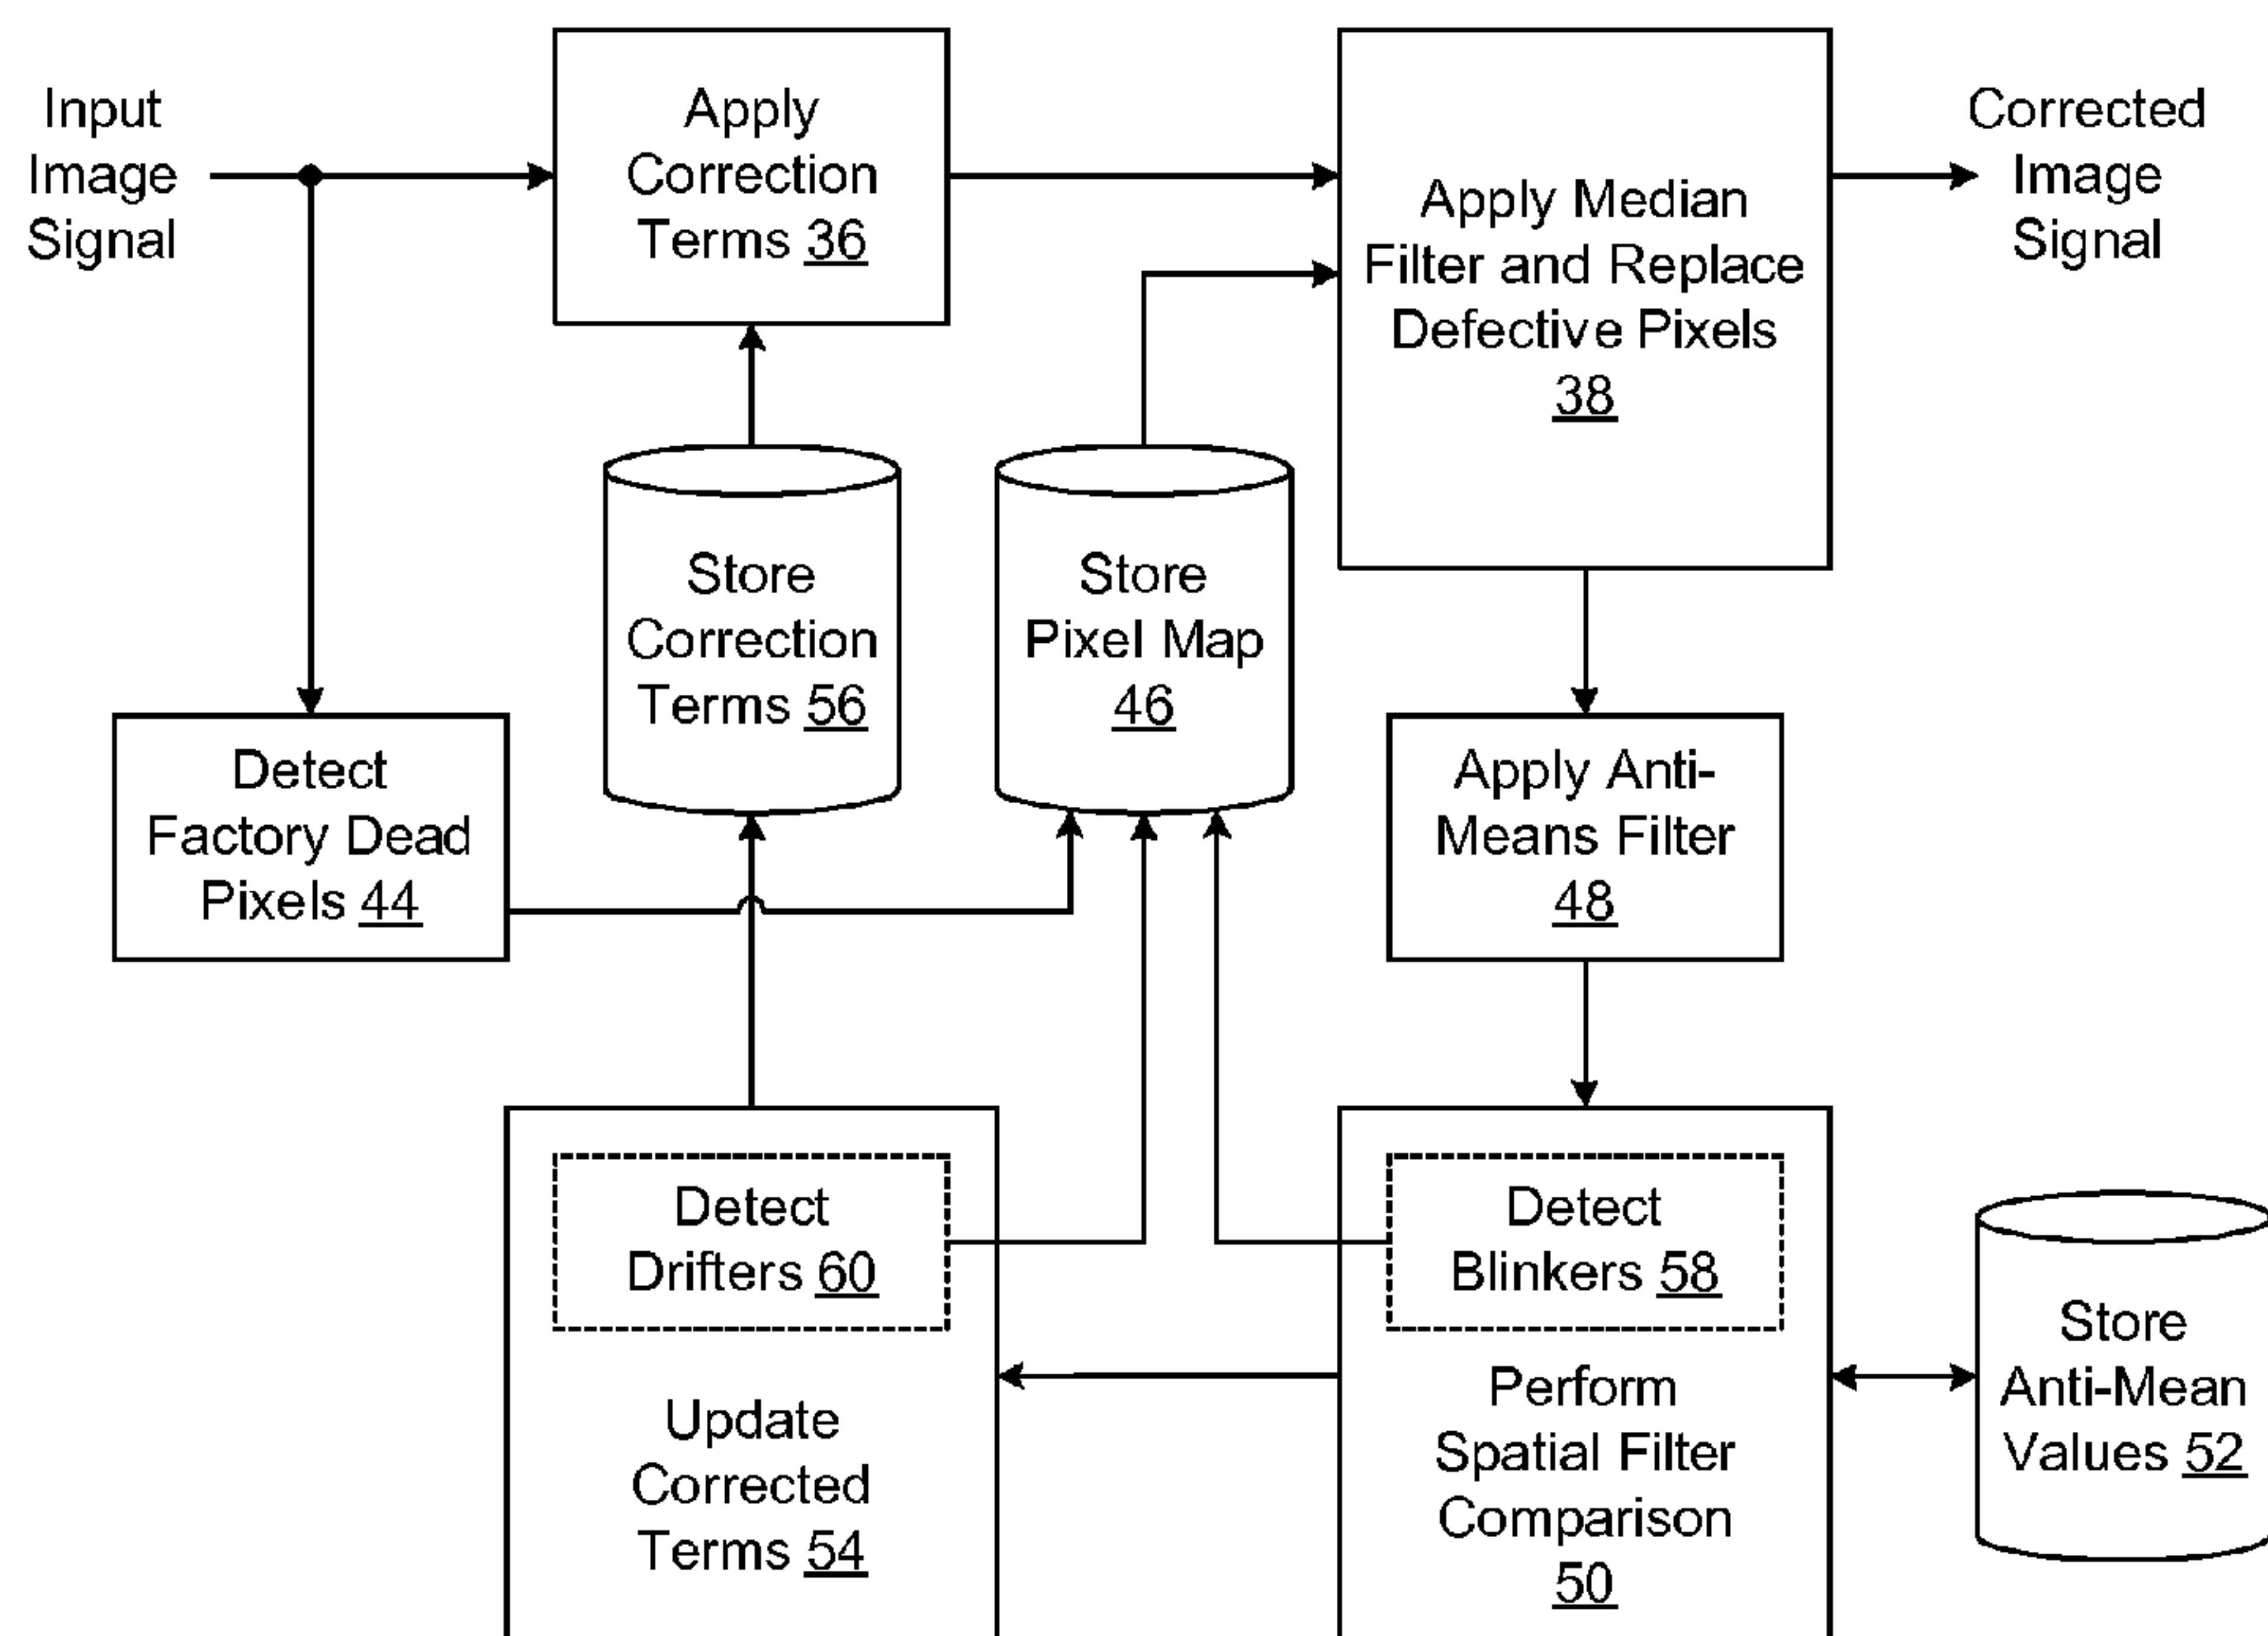 Input
Image
Signal
Apply
Correction
Terms 36
Apply Median
Filter and Replace
Defective Pixels
38
Corrected
Image
Signal
Store
Correction
Terms 56
Store
Pixel Map
46
Detect
Factory Dead
Pixels 44
Apply Anti-
Means Filter
48
Detect
Drifters 60
Update
Corrected
Terms 54
Detect
Blinkers 58
Perform
Spatial Filter
Comparison
50
Store
Anti-Mean
Values 52